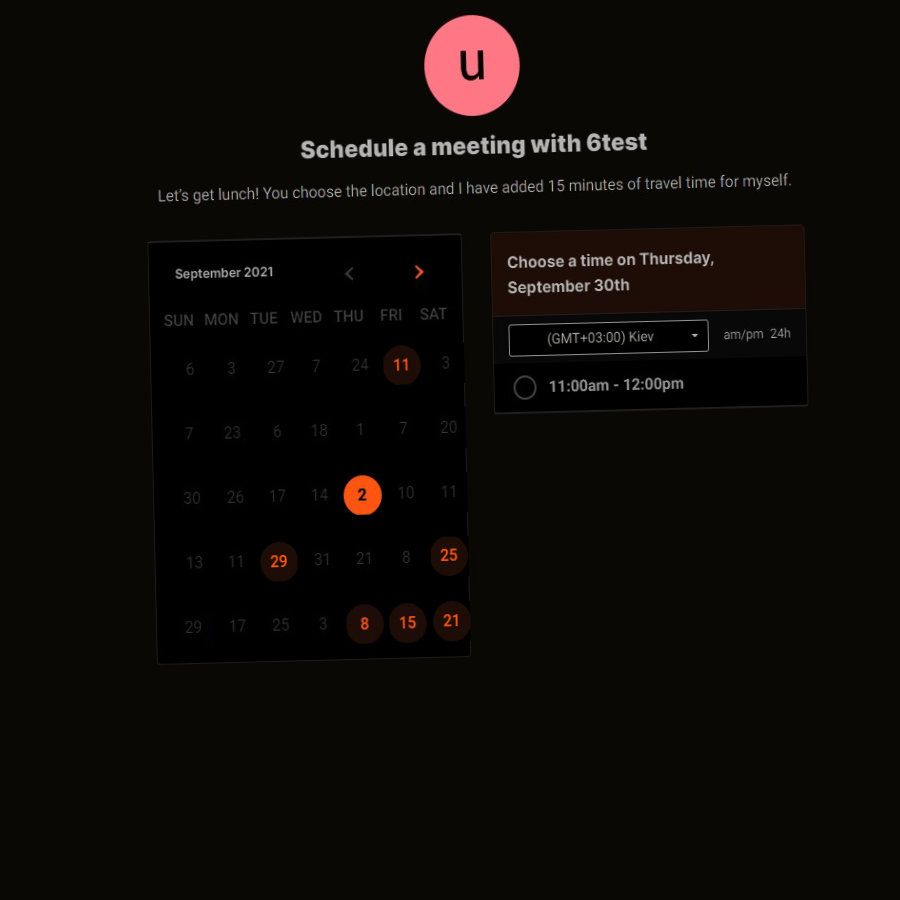 u
Schedule a meeting with 6test
Let's get lunch! You choose the location and I have added 15 minutes of travel time for myself.
September 2021
SUN MON TUE WED THU FRI SAT
6 3 27 7 24 11 3
7 23 6 18 1 7 20
30 26 17 14 2 10 11
13 11 29 31 21 8 25
29 17 25 3 8 15 21
Choose a time on Thursday,
September 30th
(GMT+03:00) Kiev am/pm 24h
11:00am - 12:00pm